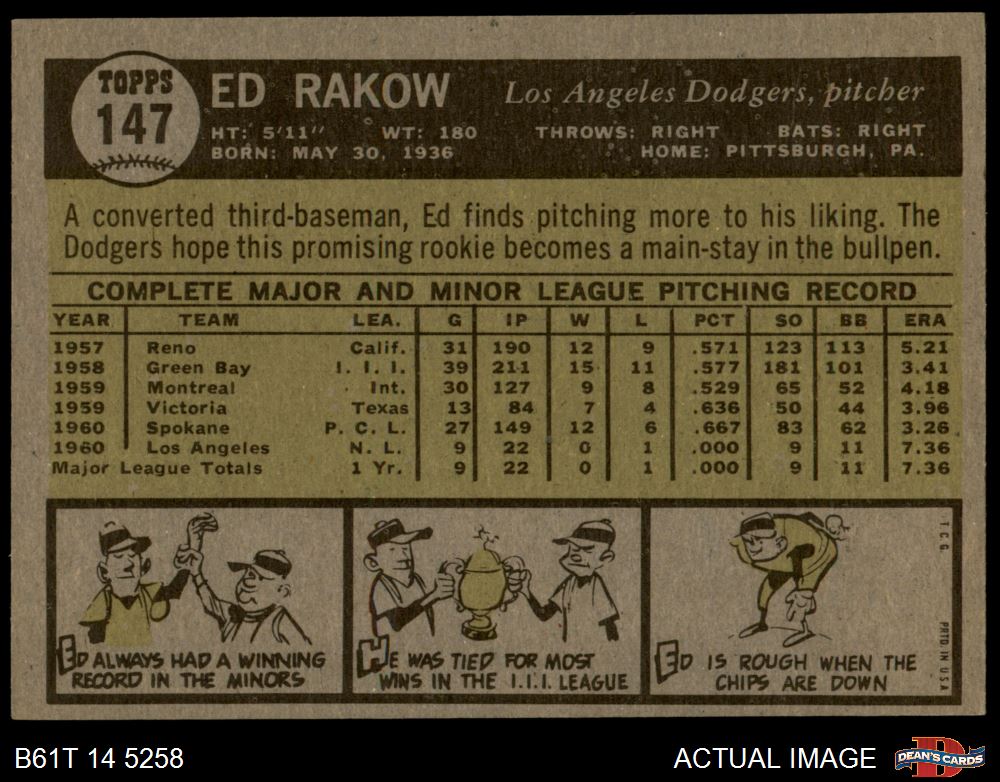 TOPPS
147
ED RAKOW Los Angeles Dodgers, pitcher
HT: 5'11" WT: 180 THROWS: RIGHT BATS: RIGHT
BORN: MAY 30, 1936 HOME: PITTSBURGH, PA.
A converted third-baseman, Ed finds pitching more to his liking. The
Dodgers hope this promising rookie becomes a main-stay in the bullpen.
COMPLETE MAJOR AND MINOR LEAGUE PITCHING RECORD
YEAR TEAM LEA. G IP W L PCT SO BB ERA
1957 Reno Calif. 31 190 12 9 .571 123 113 5.21
1958 Green Bay I. I. I. 39 211 15 11 .577 181 101 3.41
1959 Montreal Int. 30 127 9 8 .529 65 52 4.18
1959 Victoria Texas 13 84 7 4 .636 50 44 3.96
1960 Spokane P. C. L. 27 149 12 6 .667 83 62 3.26
1960 Los Angeles N. L. 9 22 0 1 .000 9 11 7.36
Major League Totals 1 Yr. 9 22 0 1 .000 9 11 7.36
ED ALWAYS HAD A WINNING
RECORD IN THE MINORS
HE WAS TIED FOR MOST
WINS IN THE I.I.I. LEAGUE
ED IS ROUGH WHEN THE
CHIPS ARE DOWN
T.C.G.
PRTD IN USA
B61T 14 5258
ACTUAL IMAGE
D
DEAN'S CARDS